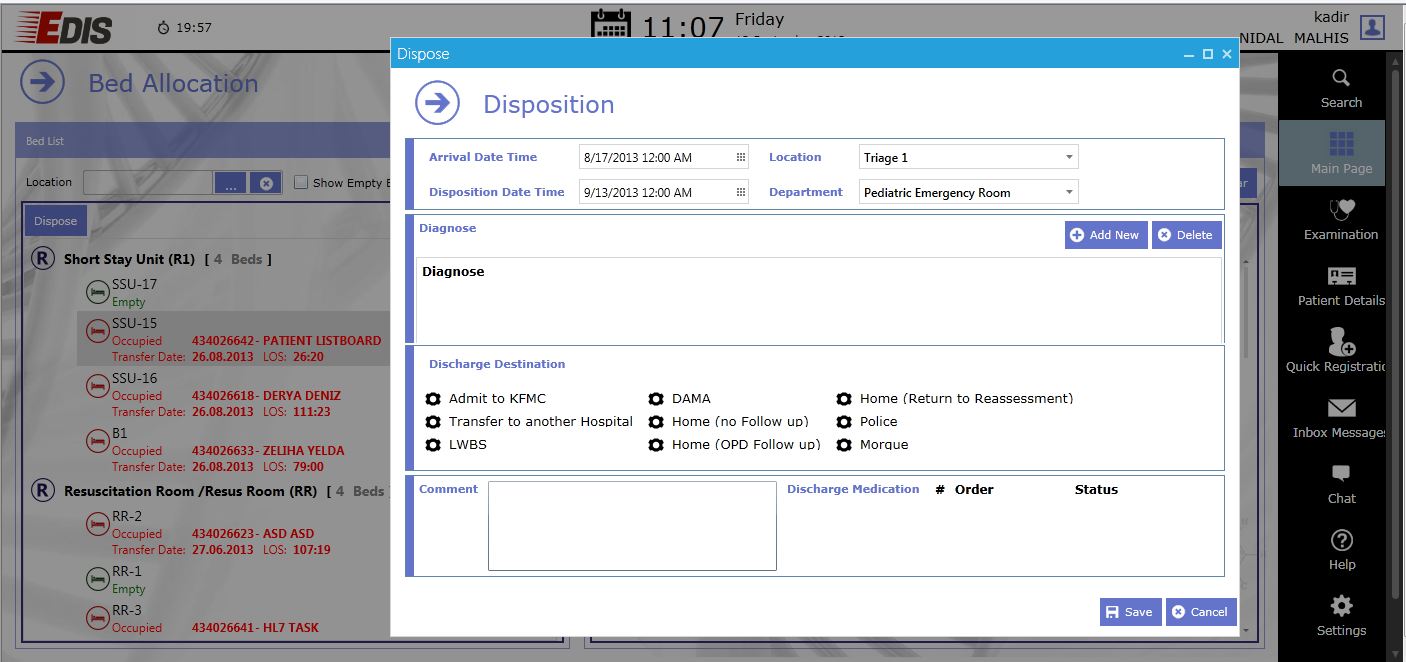 EDIS
19:57
11:07
Friday
kadir
NIDAL MALHIS
Bed Allocation
Bed List
Location
...
Show Empty
Dispose
R Short Stay Unit (R1) [ 4 Beds ]
SSU-17
Empty
SSU-15
Occupied 434026642- PATIENT LISTBOARD
Transfer Date: 26.08.2013 LOS: 26:20
SSU-16
Occupied 434026618- DERYA DENIZ
Transfer Date: 26.08.2013 LOS: 111:23
B1
Occupied 434026633- ZELIHA YELDA
Transfer Date: 26.08.2013 LOS: 79:00
R Resuscitation Room /Resus Room (RR) [ 4 Beds
RR-2
Occupied 434026623- ASD ASD
Transfer Date: 27.06.2013 LOS: 107:19
RR-1
Empty
RR-3
Occupied 434026641- HL7 TASK
Dispose
Disposition
Arrival Date Time 8/17/2013 12:00 AM Location Triage 1
Disposition Date Time 9/13/2013 12:00 AM Department Pediatric Emergency Room
Diagnose
Add New Delete
Diagnose
Discharge Destination
Admit to KFMC DAMA Home (Return to Reassessment)
Transfer to another Hospital Home (no Follow up) Police
LWBS Home (OPD Follow up) Morgue
Comment Discharge Medication # Order Status
Save Cancel
Search
Main Page
Examination
Patient Details
Quick Registratic
Inbox Messages
Chat
Help
Settings